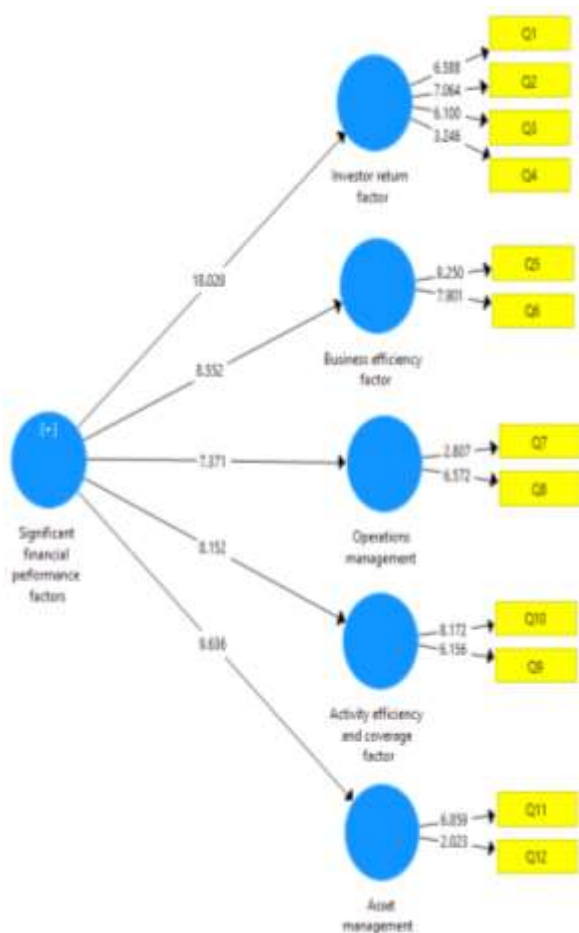 Q1
6.588
Q2
7.064
Q3
6.100
3.246
Q4
Investor return
factor
18.028
Q5
8.250
7.801
Q6
Business efficiency
factor
8.552
[+]
Q7
2.807
7.371
6.572
Q8
Significant
financial
performance
factors
Operations
management
8.152
Q10
8.172
6.156
Q9
9.636
Activity efficiency
and coverage
factor
Q11
6.859
2.023
Q12
Asset
management